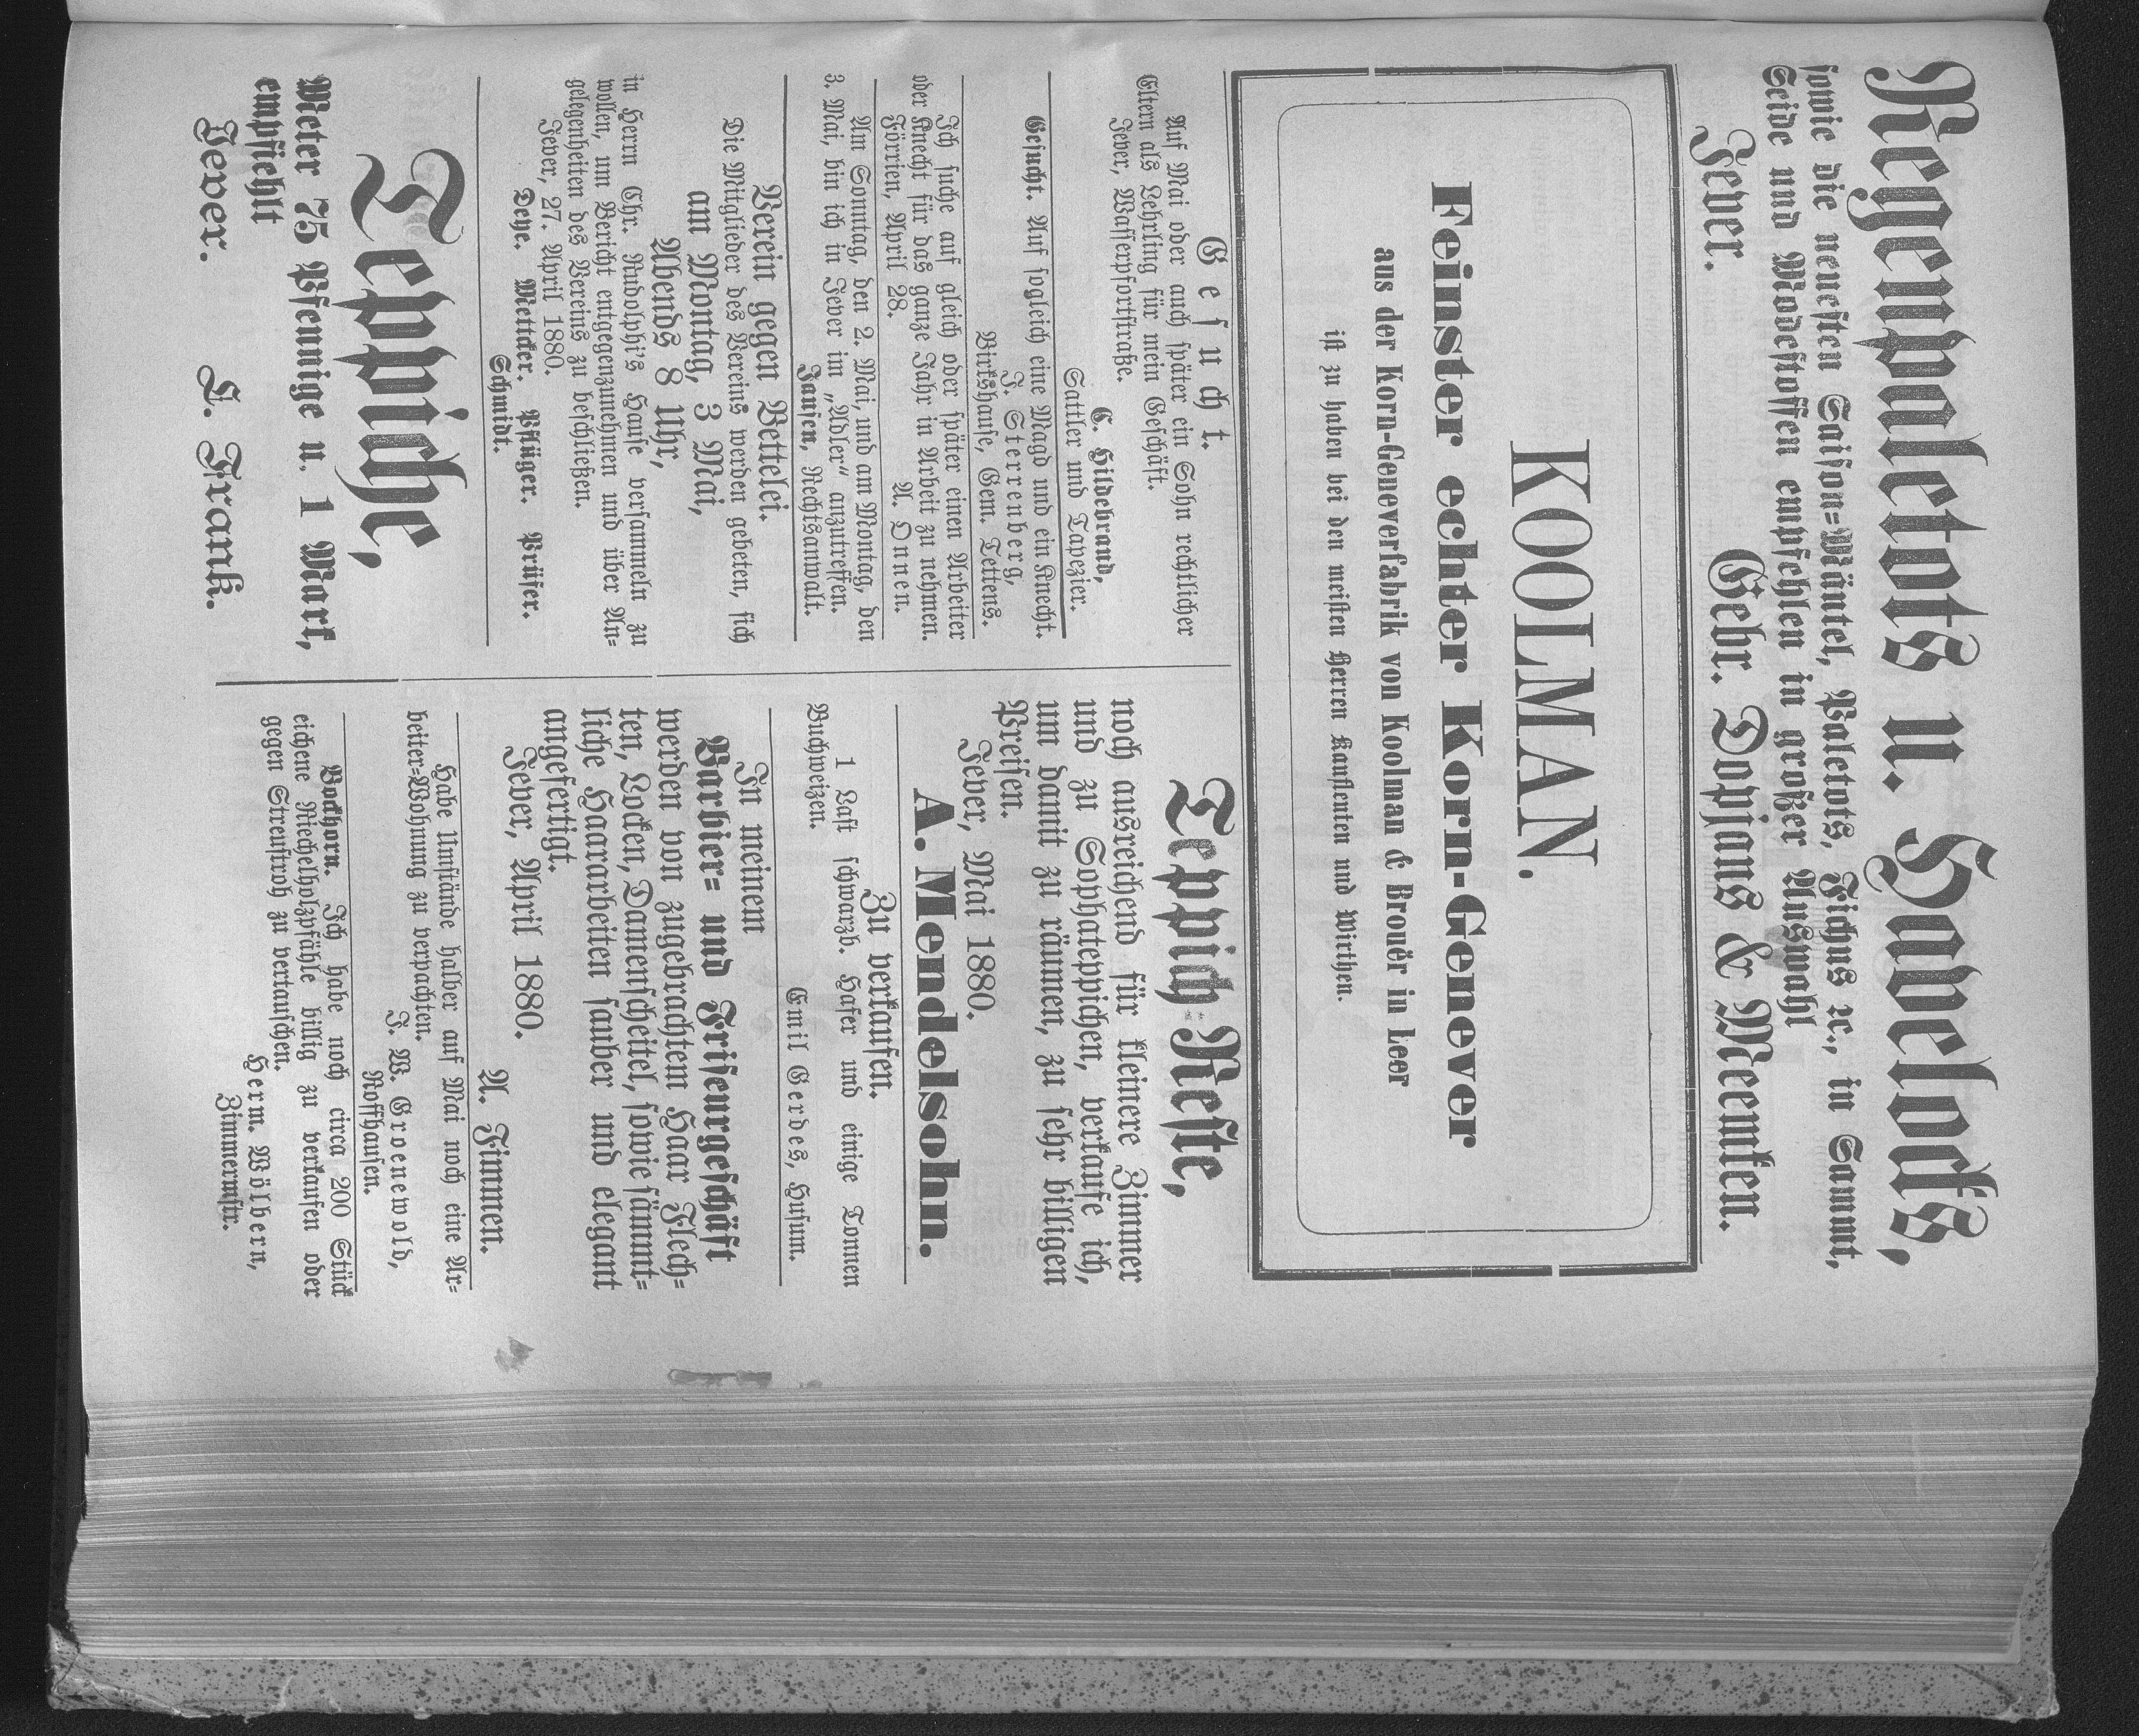 Regenpaletots u. Havelocks,
sowie die neuesten Saison-Mäntel, Paletots, Fichus ꝛc., in Sammt,
Seide und Modestoffen empfehlen in großer Auswahl
Jever. Gebr. Dopjans & Meenken.
KOOLMAN.
Feinster echter Korn-Genever
aus der Korn-Geneverfabrik von Koolman & Brouër in Leer
ist zu haben bei den meisten Herren Kaufleuten und Wirthen.
Gesucht.
Auf Mai oder auch später ein Sohn rechtlicher
Eltern als Lehrling für mein Geschäft.
Jever, Wasserpfortstraße.
C. Hildebrand,
Sattler und Tapezier.
Gesucht. Auf sogleich eine Magd und ein Knecht.
J. Sterrenberg,
Birkshause, Gem. Tettens.
Ich suche auf gleich oder später einen Arbeiter
oder Knecht für das ganze Jahr in Arbeit zu nehmen.
Förrien, April 28. A. Onnen.
Am Sonntag, den 2. Mai, und am Montag, den
3. Mai, bin ich in Jever im „Adler“ anzutreffen.
Jansen, Rechtsanwalt.
Verein gegen Bettelei.
Die Mitglieder des Vereins werden gebeten, sich
am Montag, 3 Mai,
Abends 8 Uhr,
in Herrn Chr. Rudolphi's Hause versammeln zu
wollen, um Bericht entgegenzunehmen und über An-
gelegenheiten des Vereins zu beschließen.
Jever, 27. April 1880.
Deye. Mettcker. Pflüger. Prüser.
Schmidt.
Teppiche,
Meter 75 Pfennige u. 1 Mark,
empfiehlt
Jever. J. Frank.
Teppich-Reste,
noch ausreichend für kleinere Zimmer
und zu Sophateppichen, verkaufe ich,
um damit zu räumen, zu sehr billigen
Preisen.
Jever, Mai 1880.
A. Mendelsohn.
Zu verkaufen.
1 Last schwarzb. Hafer und einige Tonnen
Buchweizen.
Emil Gerdes, Husum.
In meinem
Barbier- und Friseurgeschäft
werden von zugebrachtem Haar Flech-
ten, Locken, Damenscheitel, sowie sämmt-
liche Haararbeiten sauber und elegant
angefertigt.
Jever, April 1880.
A. Fimmen.
Habe Umstände halber auf Mai noch eine Ar-
beiter-Wohnung zu verpachten.
J. W. Groenewold,
Roffhausen.
Bockhorn. Ich habe noch circa 200 Stück
eichene Riechelholzpfähle billig zu verkaufen oder
gegen Streustroh zu vertauschen.
Herm. Wölbern,
Zimmermstr.